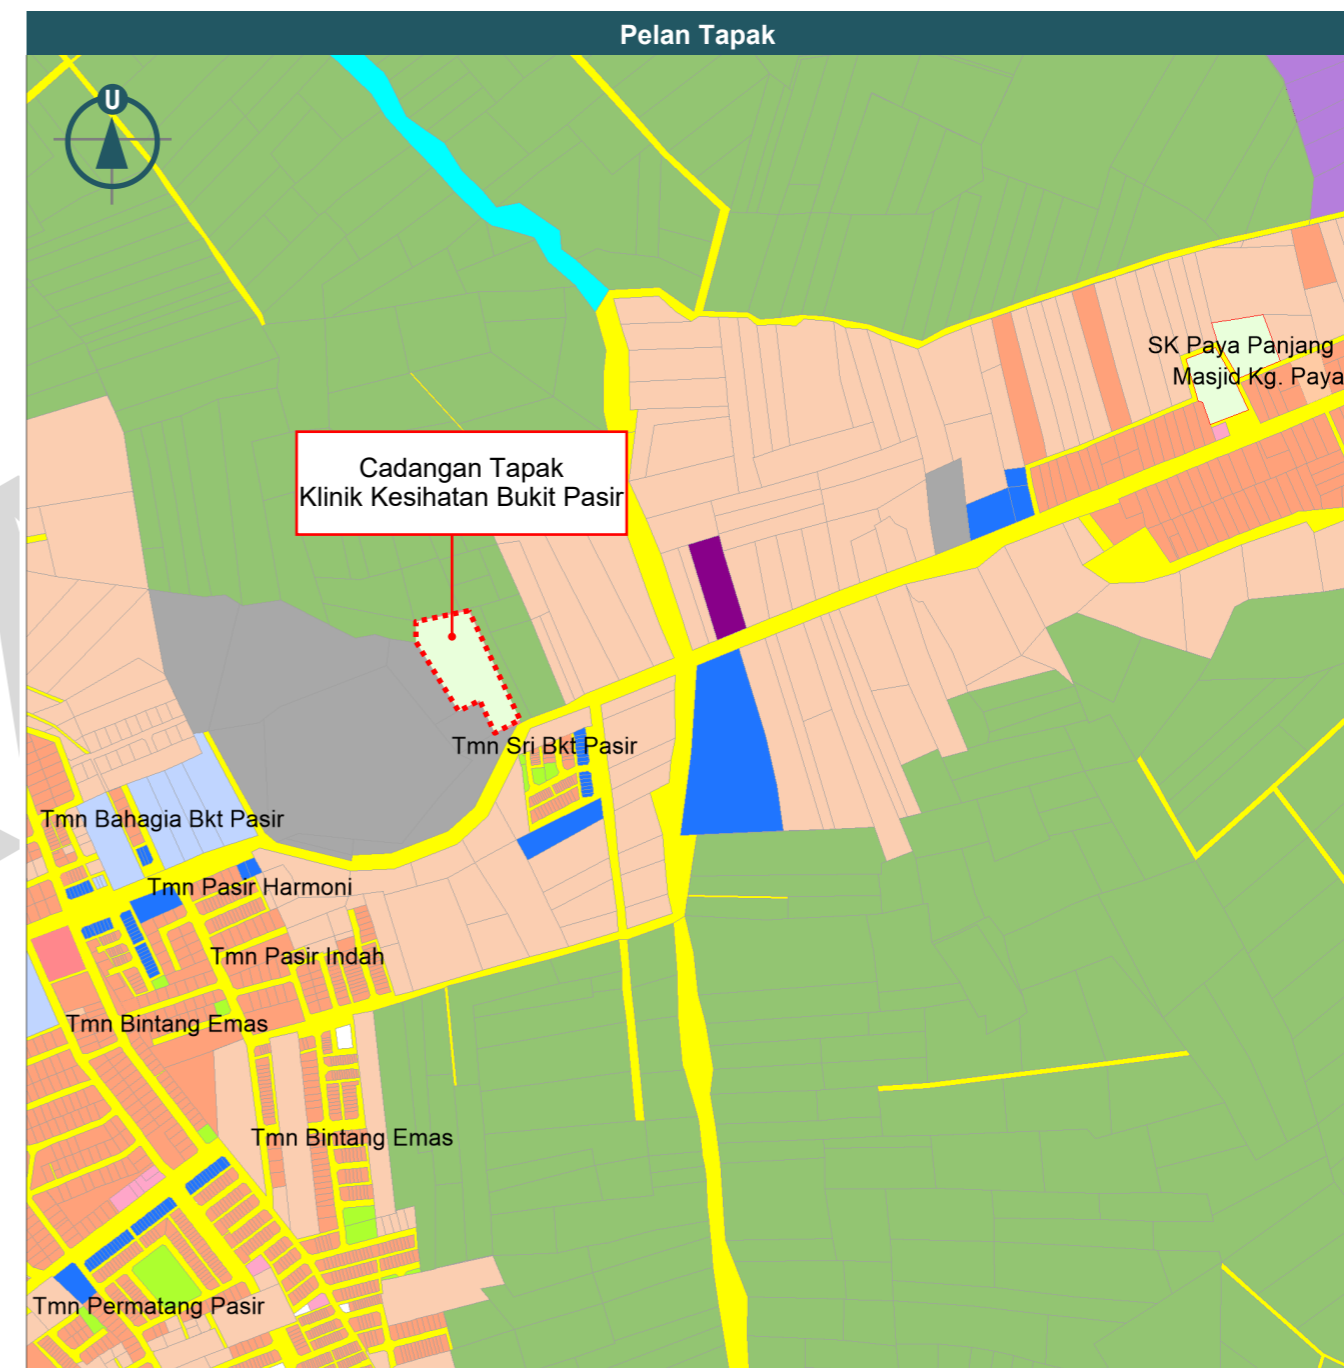 Pelan Tapak
U
SK Paya Panjang
Masjid Kg. Paya
Cadangan Tapak
Klinik Kesihatan Bukit Pasir
Tmn Sri Bkt Pasir
Tmn Bahagia Bkt Pasir
Tmn Pasir Harmoni
Tmn Pasir Indah
Tmn Bintang Emas
Tmn Bintang Emas
Tmn Permatang Pasir